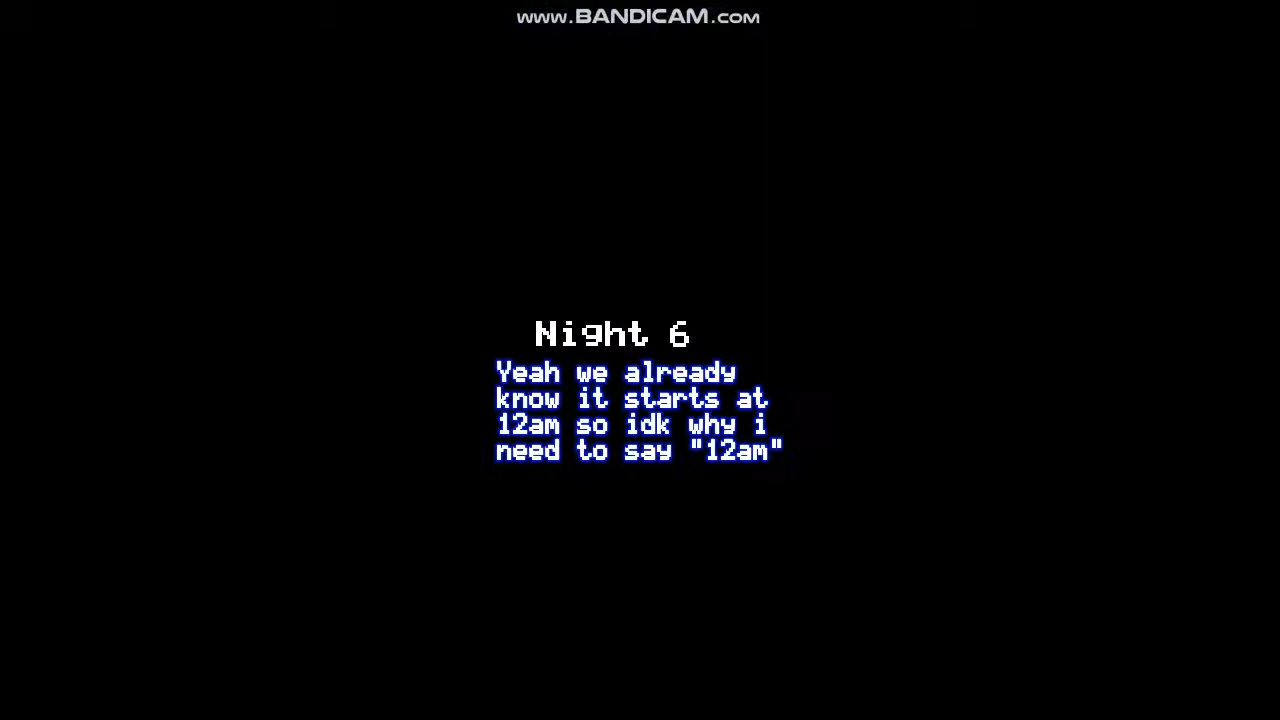 www.BANDICAM.com
Night 6
Yeah we already
know it starts at
12am so idk why i
need to say "12am"